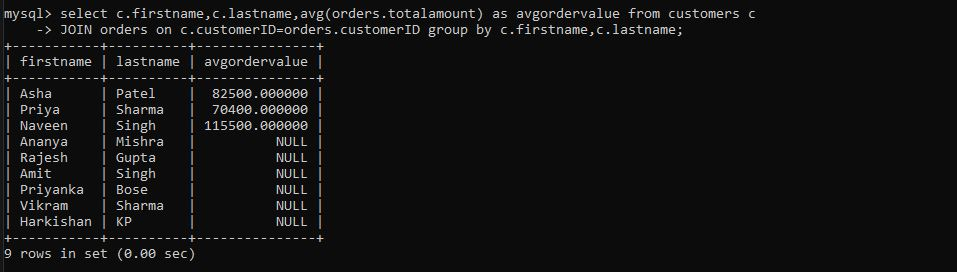 mysql> select c.firstname,c.lastname,avg(orders.totalamount) as avgordervalue from customers c
    -> JOIN orders on c.customerID=orders.customerID group by c.firstname,c.lastname;
+-----------+----------+---------------+
| firstname | lastname | avgordervalue |
+-----------+----------+---------------+
| Asha      | Patel    |  82500.000000 |
| Priya     | Sharma   |  70400.000000 |
| Naveen    | Singh    | 115500.000000 |
| Ananya    | Mishra   |          NULL |
| Rajesh    | Gupta    |          NULL |
| Amit      | Singh    |          NULL |
| Priyanka  | Bose     |          NULL |
| Vikram    | Sharma   |          NULL |
| Harkishan | KP       |          NULL |
+-----------+----------+---------------+
9 rows in set (0.00 sec)